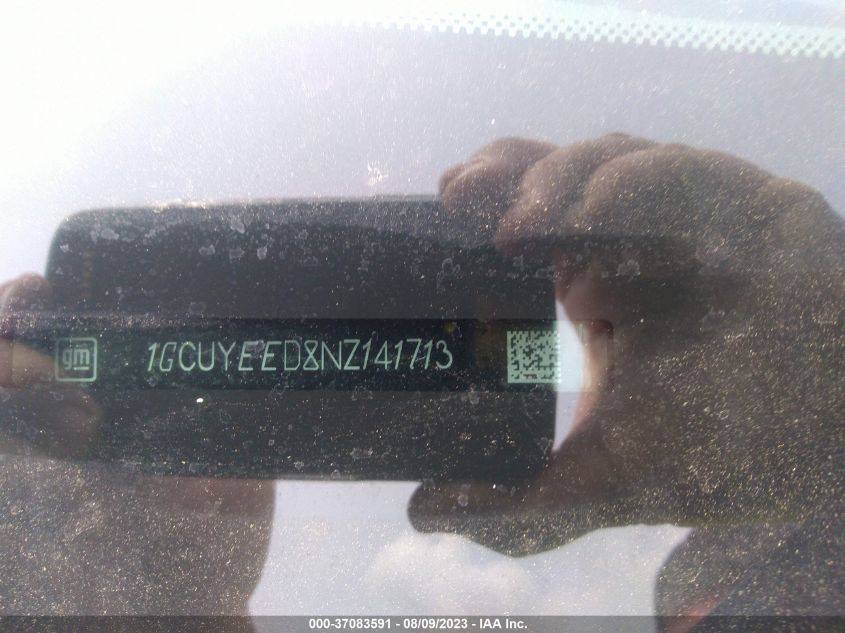 gm 1GCUYEED8NZ141713
000-37083591 - 08/09/2023 - IAA Inc.